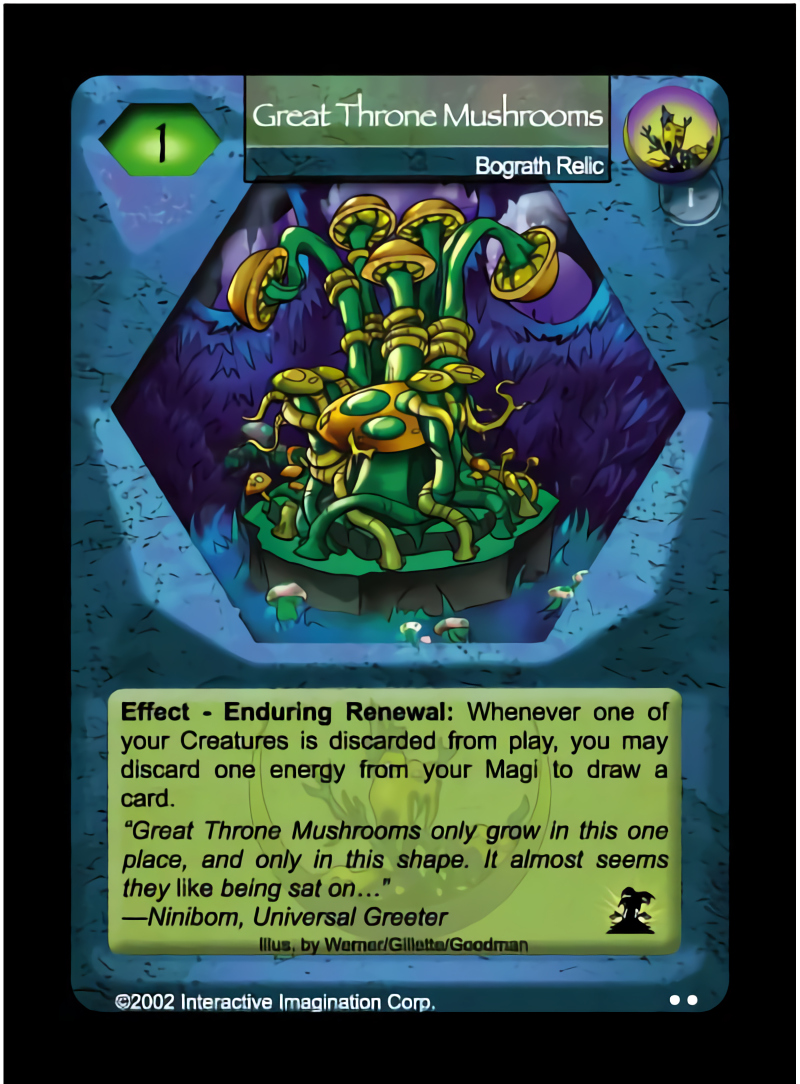 1
Great Throne Mushrooms
Bograth Relic
I
Effect - Enduring Renewal: Whenever one of
your Creatures is discarded from play, you may
discard one energy from your Magi to draw a
card.
“Great Throne Mushrooms only grow in this one
place, and only in this shape. It almost seems
they like being sat on…”
—Ninibom, Universal Greeter
Illus. by Werner/Gillette/Goodman
©2002 Interactive Imagination Corp.